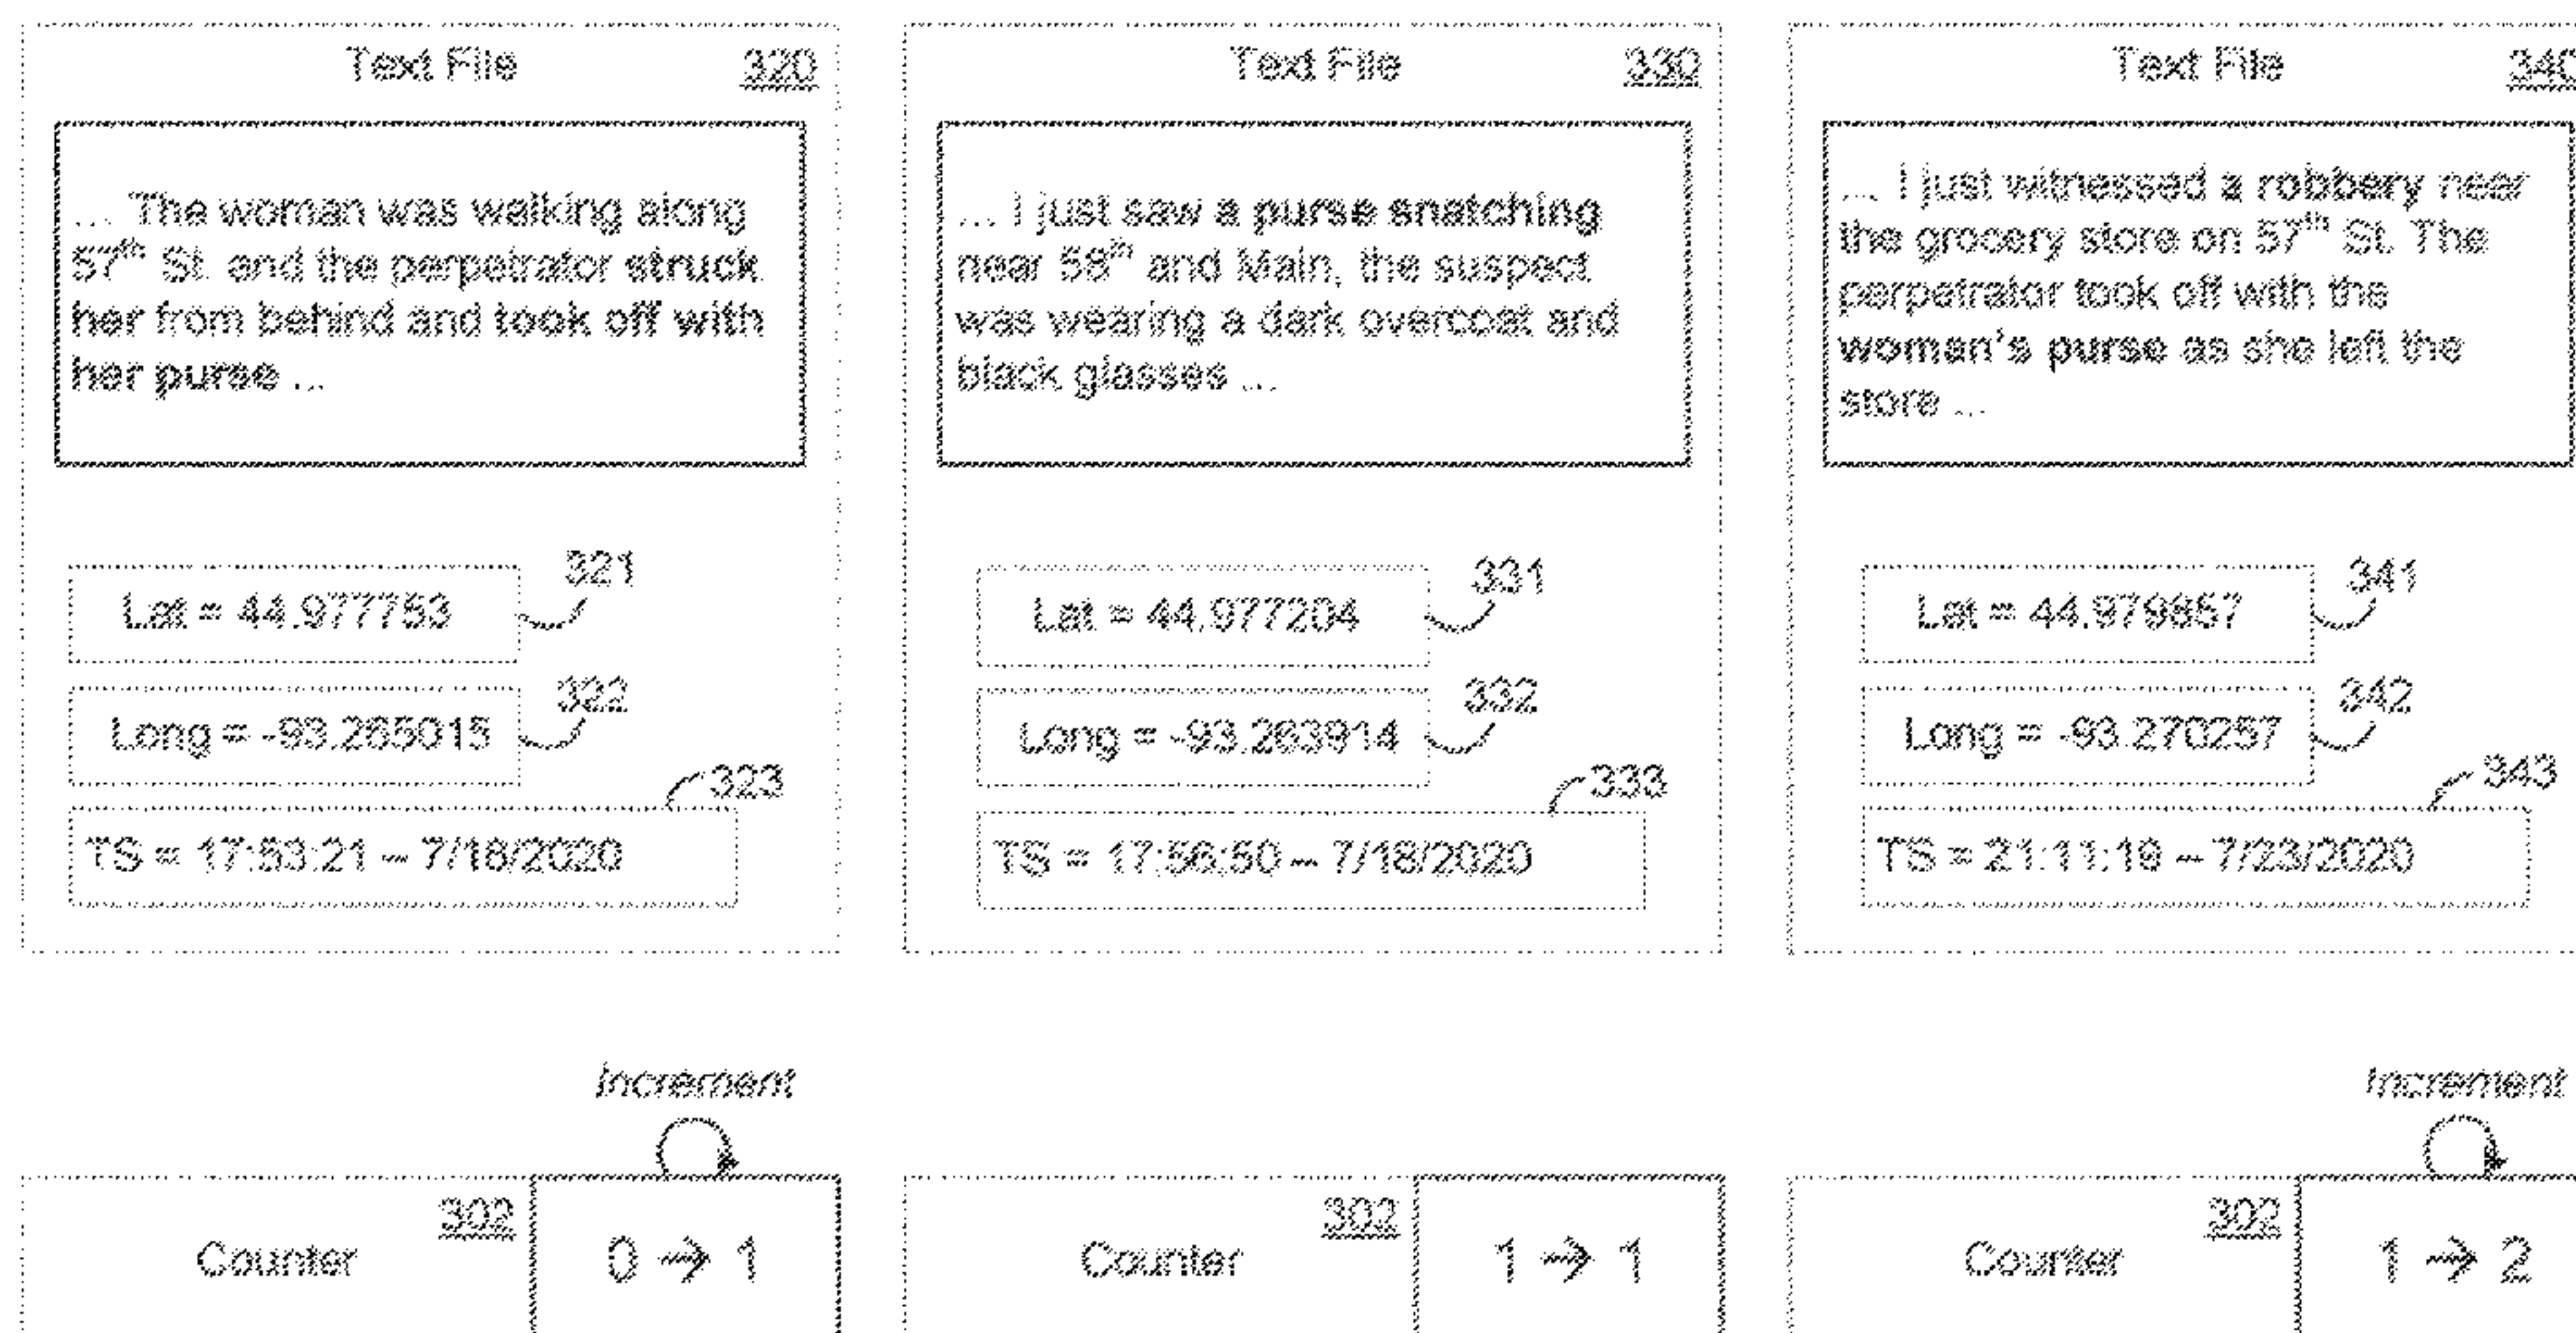 Text File 320
... The woman was walking along
57th St. and the perpetrator struck
her from behind and took off with
her purse ...
321
Lat = 44.977753
322
Long = -93.265015
323
TS = 17:53:21 – 7/18/2020
Increment
302
Counter 0 → 1
Text File 330
... I just saw a purse snatching
near 58th and Main, the suspect
was wearing a dark overcoat and
black glasses ...
331
Lat = 44.977204
332
Long = -93.263914
333
TS = 17:56:50 – 7/18/2020
302
Counter 1 → 1
Text File 340
... I just witnessed a robbery near
the grocery store on 57th St. The
perpetrator took off with the
woman's purse as she left the
store ...
341
Lat = 44.979857
342
Long = -93.270257
343
TS = 21:11:19 – 7/23/2020
Increment
302
Counter 1 → 2